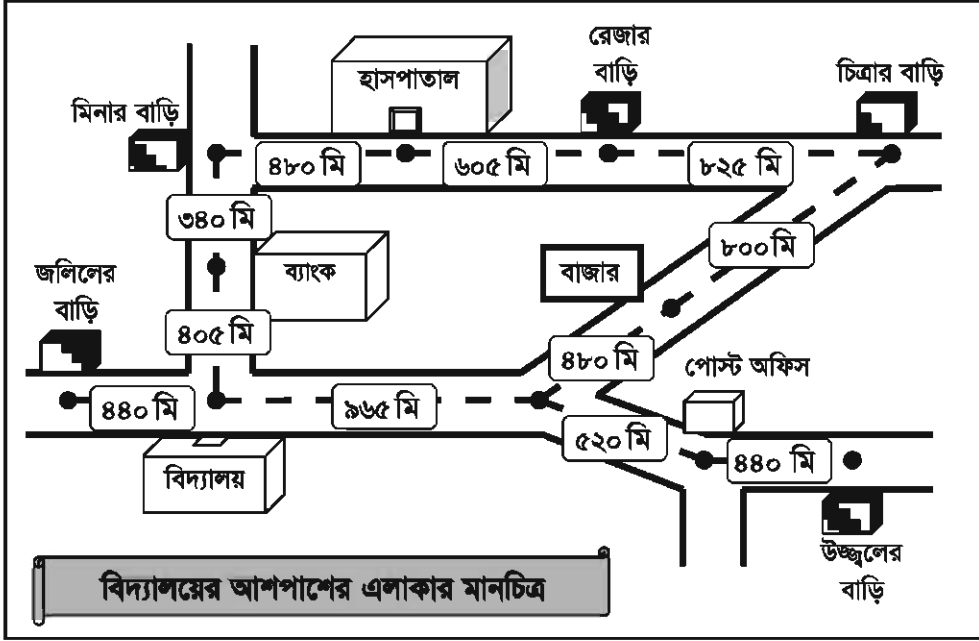 রেজার
বাড়ি
হাসপাতাল
চিত্রার বাড়ি
মিনার বাড়ি
৪৮০ মি
৬০৫ মি
৮২৫ মি
৩৪০ মি
৮০০ মি
ব্যাংক
বাজার
জলিলের
বাড়ি
৪০৫ মি
৪৮০ মি
পোস্ট অফিস
৪৪০ মি
৯৬৫ মি
৫২০ মি
৪৪০ মি
বিদ্যালয়
উজ্জ্বলের
বাড়ি
বিদ্যালয়ের আশপাশের এলাকার মানচিত্র